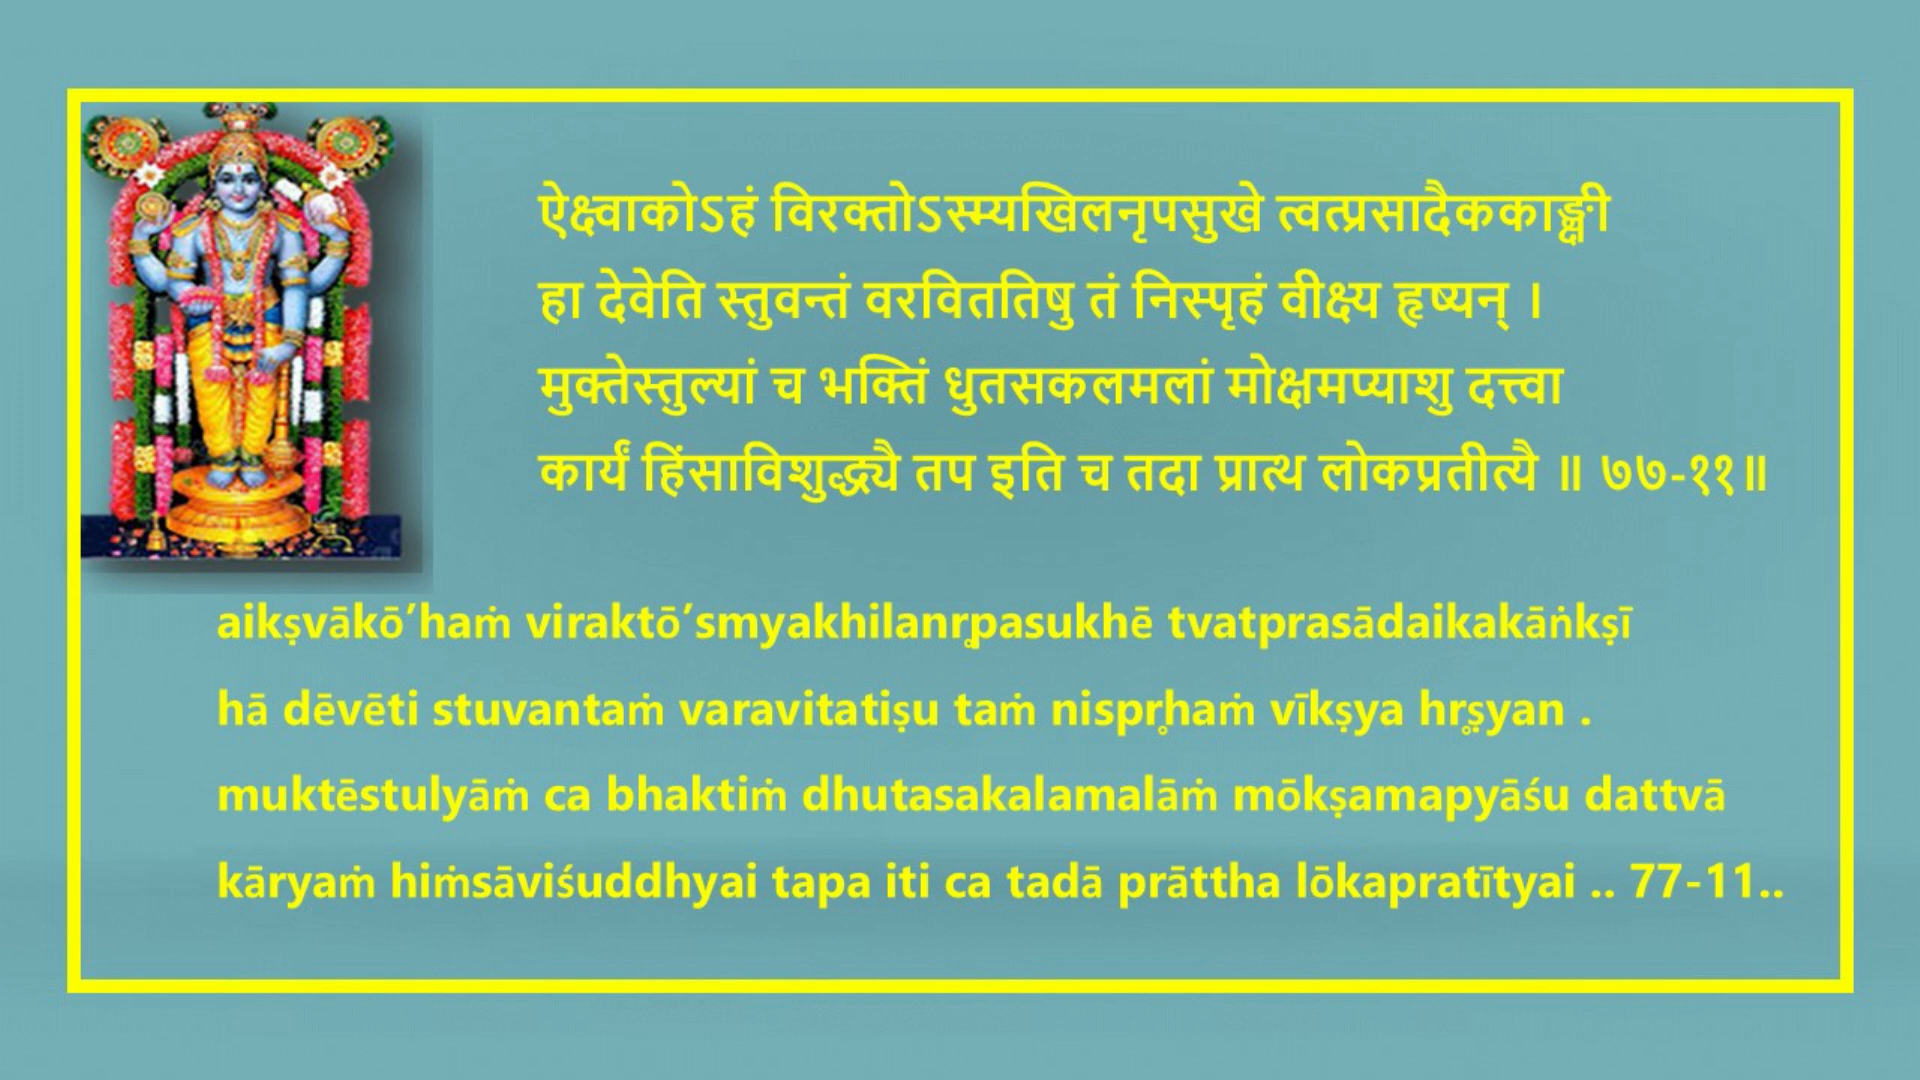 ऐक्ष्वाकोऽहं विरक्तोऽस्म्यखिलनृपसुखे त्वत्प्रसादैककाङ्क्षी
हा देवेति स्तुवन्तं वरविततिषु तं निस्पृहं वीक्ष्य हृष्यन् ।
मुक्तेस्तुल्यां च भक्तिं धुतसकलमलां मोक्षमप्याशु दत्त्वा
कार्यं हिंसाविशुद्ध्यै तप इति च तदा प्रात्थ लोकप्रतीत्यै ॥ ७७-११॥
aikṣvākō’haṁ viraktō’smyakhilanr̥pasukhē tvatprasādaikakāṅkṣī
hā dēvēti stuvantaṁ varavitatiṣu taṁ nispr̥haṁ vīkṣya hr̥ṣyan .
muktēstulyāṁ ca bhaktiṁ dhutasakalamalāṁ mōkṣamapyāśu dattvā
kāryaṁ hiṁsāviśuddhyai tapa iti ca tadā prāttha lōkapratītyai .. 77-11..